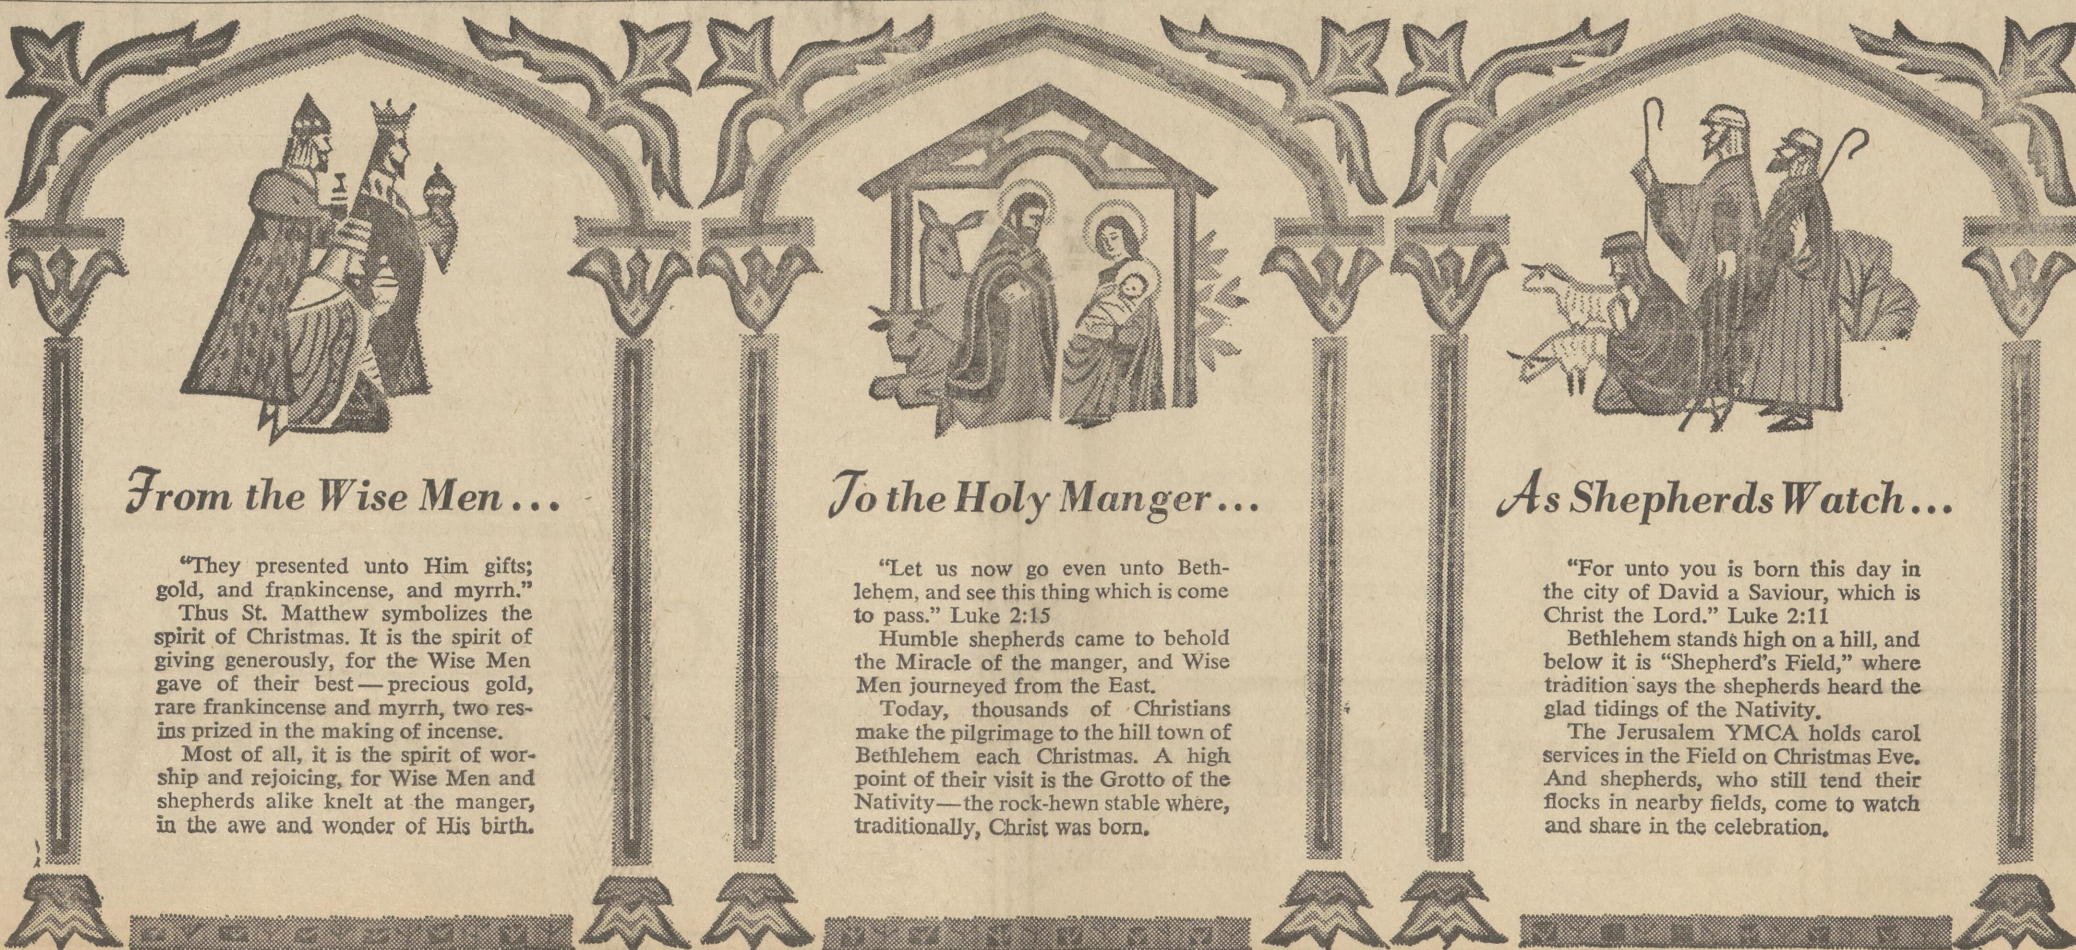 From the Wise Men...
"They presented unto Him gifts;
gold, and frankincense, and myrrh."
Thus St. Matthew symbolizes the
spirit of Christmas. It is the spirit of
giving generously, for the Wise Men
gave of their best—precious gold,
rare frankincense and myrrh, two res-
ins prized in the making of incense.
Most of all, it is the spirit of wor-
ship and rejoicing, for Wise Men and
shepherds alike knelt at the manger,
in the awe and wonder of His birth.
To the Holy Manger...
"Let us now go even unto Beth-
lehem, and see this thing which is come
to pass." Luke 2:15
Humble shepherds came to behold
the Miracle of the manger, and Wise
Men journeyed from the East.
Today, thousands of Christians
make the pilgrimage to the hill town of
Bethlehem each Christmas. A high
point of their visit is the Grotto of the
Nativity—the rock-hewn stable where,
traditionally, Christ was born.
As Shepherds Watch...
"For unto you is born this day in
the city of David a Saviour, which is
Christ the Lord." Luke 2:11
Bethlehem stands high on a hill, and
below it is "Shepherd's Field," where
tradition says the shepherds heard the
glad tidings of the Nativity.
The Jerusalem YMCA holds carol
services in the Field on Christmas Eve.
And shepherds, who still tend their
flocks in nearby fields, come to watch
and share in the celebration.